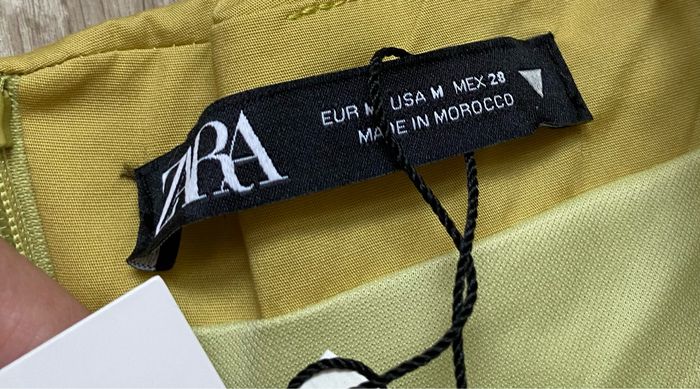 ZARA
EUR M USA M MEX 28
MADE IN MOROCCO